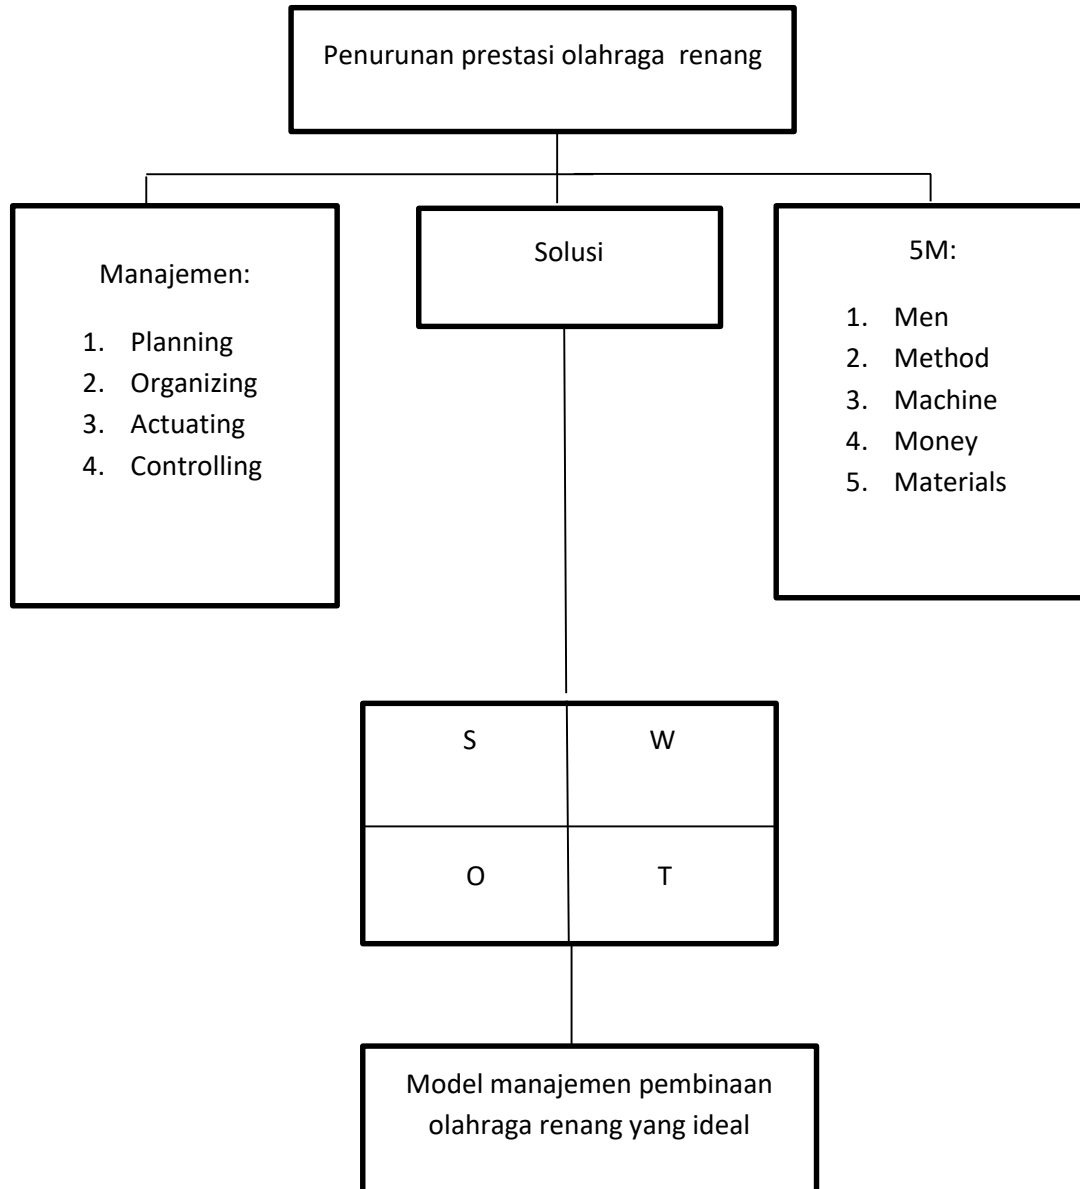 Penurunan prestasi olahraga renang
Manajemen:
1. Planning
2. Organizing
3. Actuating
4. Controlling
Solusi
5M:
1. Men
2. Method
3. Machine
4. Money
5. Materials
S
W
O
T
Model manajemen pembinaan
olahraga renang yang ideal